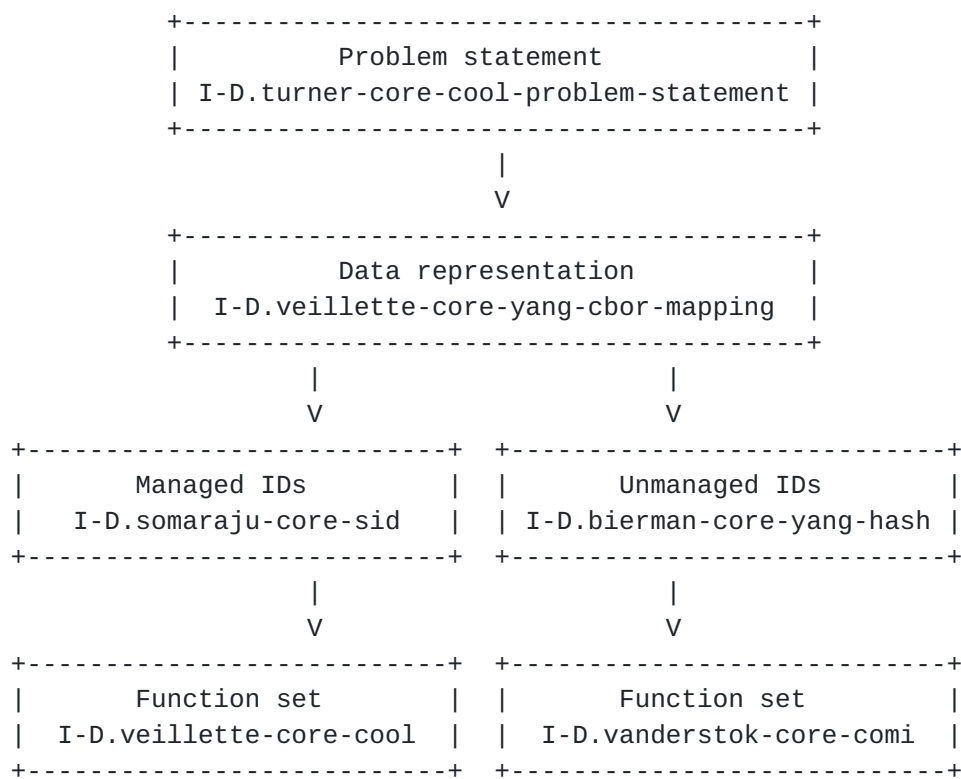 Problem statement
I-D.turner-core-cool-problem-statement
Data representation
I-D.veillette-core-yang-cbor-mapping
Managed IDs
I-D.somaraju-core-sid
Unmanaged IDs
I-D.bierman-core-yang-hash
Function set
I-D.veillette-core-cool
Function set
I-D.vanderstok-core-comi